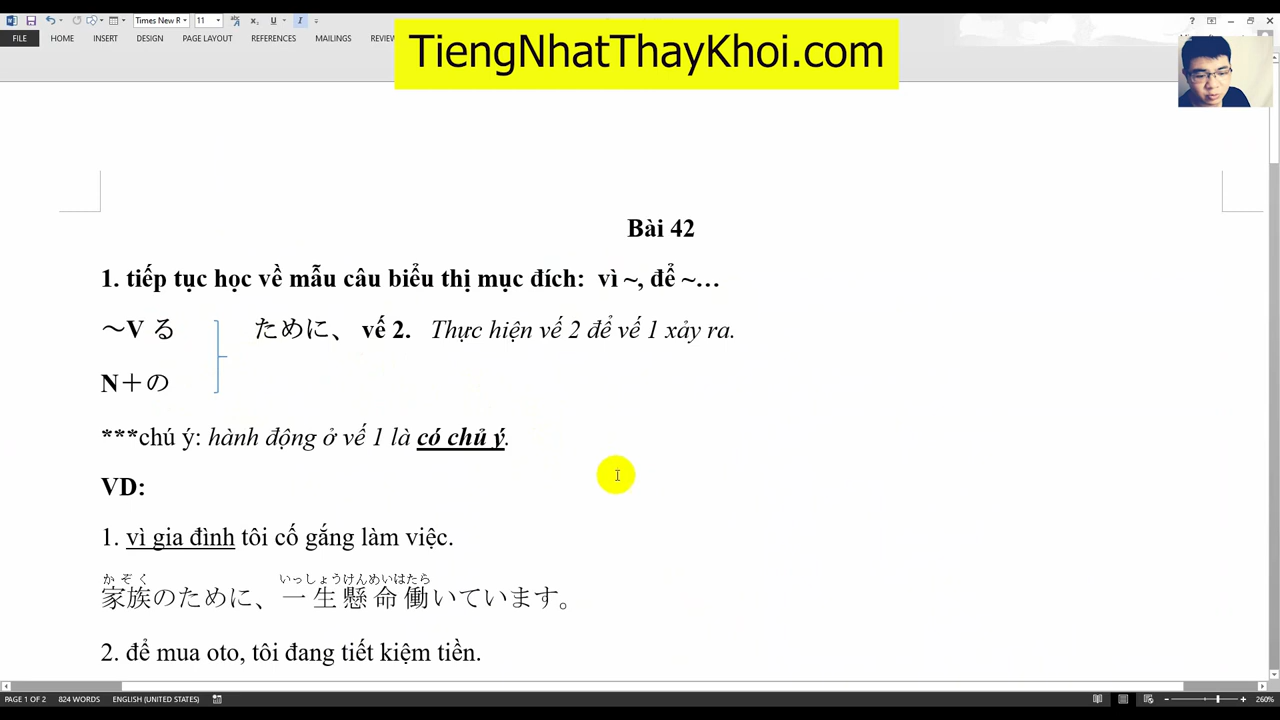 Times New R
11
TiengNhatThayKhoi.com
FILE HOME INSERT DESIGN PAGE LAYOUT REFERENCES MAILINGS
Bài 42
1. tiếp tục học về mẫu câu biểu thị mục đích: vì ~, để ~…
～V る ために、 vế 2. Thực hiện vế 2 để vế 1 xảy ra.
N＋の
***chú ý: hành động ở vế 1 là có chủ ý.
VD:
1. vì gia đình tôi cố gắng làm việc.
かぞく いっしょうけんめいはたら
家族のために、一生懸命働いています。
2. để mua oto, tôi đang tiết kiệm tiền.
PAGE 1 OF 2 824 WORDS ENGLISH (UNITED STATES) 260%